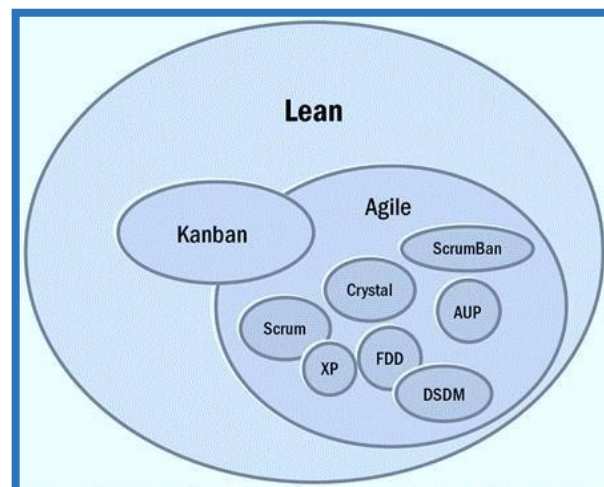 Lean
Agile
Kanban
ScrumBan
Crystal
AUP
Scrum
XP
FDD
DSDM